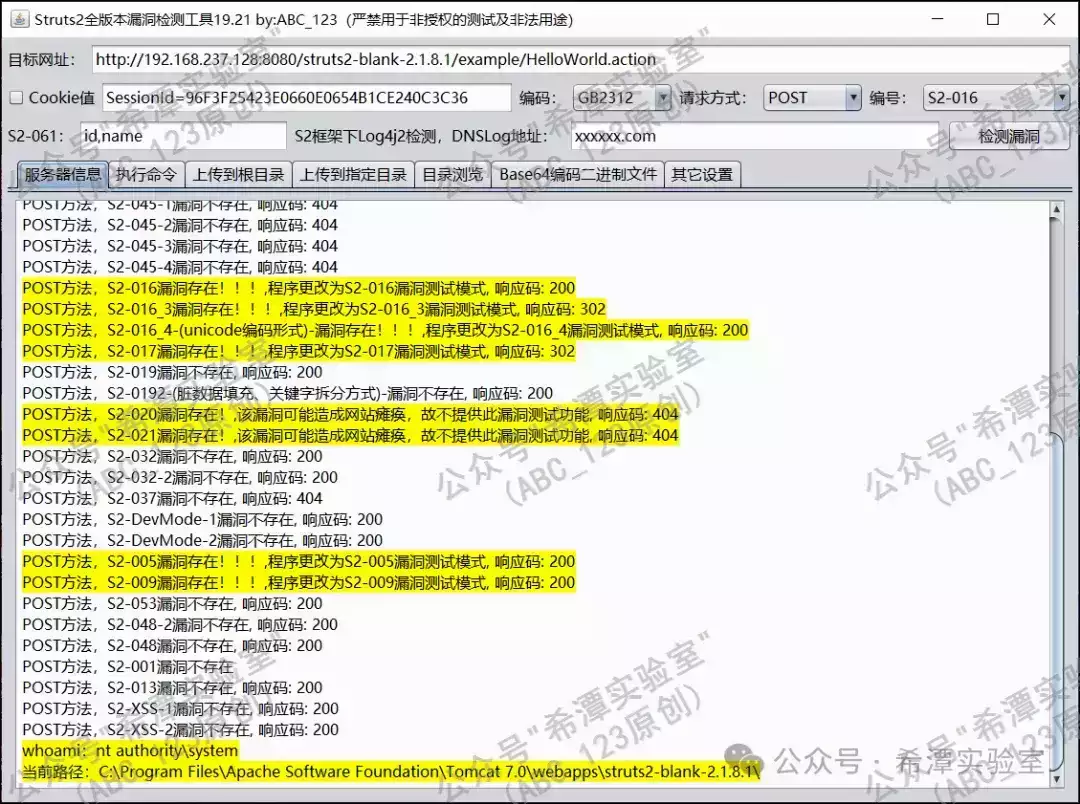 Struts2全版本漏洞检测工具19.21 by:ABC_123（严禁用于非授权的测试及非法用途）
目标网址： http://192.168.237.128:8080/struts2-blank-2.1.8.1/example/HelloWorld.action
Cookie值 SessionId=96F3F25423E0660E0654B1CE240C3C36 编码： GB2312 请求方式： POST 编号： S2-016
S2-061： id,name S2框架下Log4j2检测，DNSLog地址： xxxxxx.com 检测漏洞
服务器信息 执行命令 上传到根目录 上传到指定目录 目录浏览 Base64编码二进制文件 其它设置
POST方法，S2-045-1漏洞不存在, 响应码: 404
POST方法，S2-045-2漏洞不存在, 响应码: 404
POST方法，S2-045-3漏洞不存在, 响应码: 404
POST方法，S2-045-4漏洞不存在, 响应码: 404
POST方法，S2-016漏洞存在！！！,程序更改为S2-016漏洞测试模式, 响应码: 200
POST方法，S2-016_3漏洞存在！！！,程序更改为S2-016_3漏洞测试模式, 响应码: 302
POST方法，S2-016_4-(unicode编码形式)-漏洞存在！！！,程序更改为S2-016_4漏洞测试模式, 响应码: 200
POST方法，S2-017漏洞存在！！！,程序更改为S2-017漏洞测试模式, 响应码: 302
POST方法，S2-019漏洞不存在, 响应码: 200
POST方法，S2-0192-(脏数据填充、关键字拆分方式)-漏洞不存在, 响应码: 200
POST方法，S2-020漏洞存在！,该漏洞可能造成网站瘫痪，故不提供此漏洞测试功能, 响应码: 404
POST方法，S2-021漏洞存在！,该漏洞可能造成网站瘫痪，故不提供此漏洞测试功能, 响应码: 404
POST方法，S2-032漏洞不存在, 响应码: 200
POST方法，S2-032-2漏洞不存在, 响应码: 200
POST方法，S2-037漏洞不存在, 响应码: 404
POST方法，S2-DevMode-1漏洞不存在, 响应码: 200
POST方法，S2-DevMode-2漏洞不存在, 响应码: 200
POST方法，S2-005漏洞存在！！！,程序更改为S2-005漏洞测试模式, 响应码: 200
POST方法，S2-009漏洞存在！！！,程序更改为S2-009漏洞测试模式, 响应码: 200
POST方法，S2-053漏洞不存在, 响应码: 200
POST方法，S2-048-2漏洞不存在, 响应码: 200
POST方法，S2-048漏洞不存在, 响应码: 200
POST方法，S2-001漏洞不存在
POST方法，S2-013漏洞不存在, 响应码: 200
POST方法，S2-XSS-1漏洞不存在, 响应码: 200
POST方法，S2-XSS-2漏洞不存在, 响应码: 200
whoami：nt authority\system
当前路径：C:\Program Files\Apache Software Foundation\Tomcat 7.0\webapps\struts2-blank-2.1.8.1\
公众号"希潭实验室"
(ABC_123原创)
公众号 · 希潭实验室